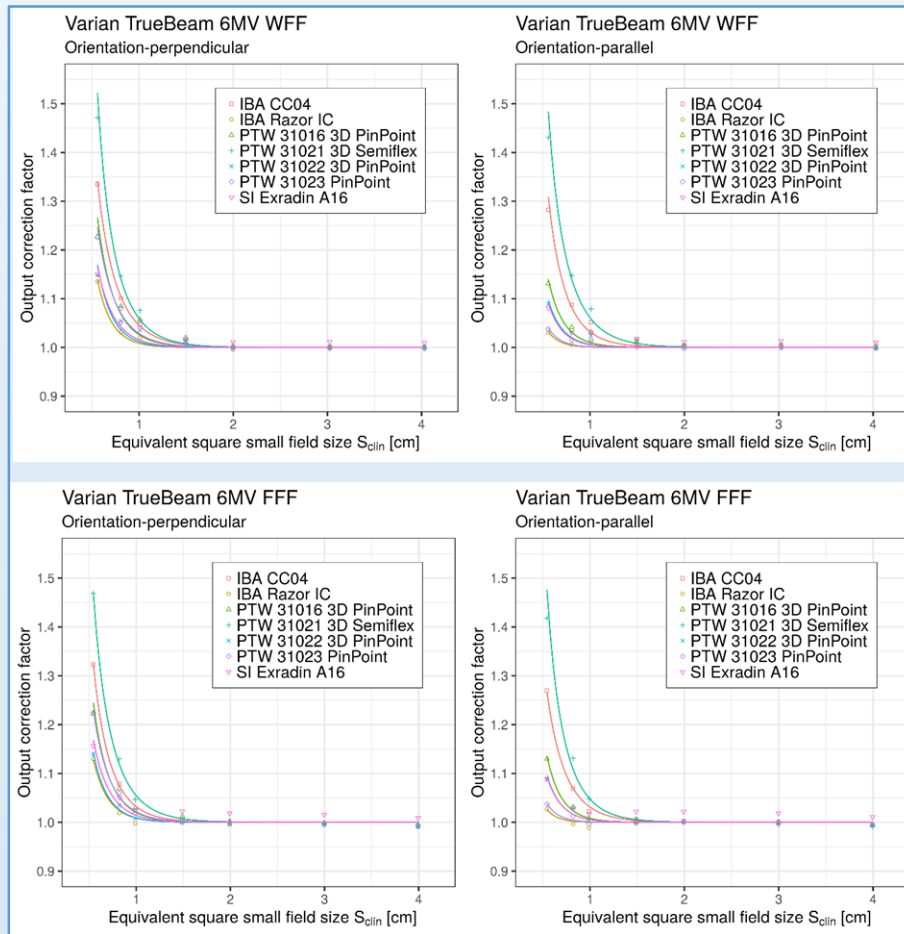 Varian TrueBeam 6MV WFF
Orientation-perpendicular
Output correction factor
1.5
1.4
1.3
1.2
1.1
1.0
0.9
IBA CC04
IBA Razor IC
PTW 31016 3D PinPoint
PTW 31021 3D Semiflex
PTW 31022 3D PinPoint
PTW 31023 PinPoint
SI Exradin A16
1 2 3 4
Equivalent square small field size S_clin [cm]
Varian TrueBeam 6MV WFF
Orientation-parallel
Output correction factor
1.5
1.4
1.3
1.2
1.1
1.0
0.9
IBA CC04
IBA Razor IC
PTW 31016 3D PinPoint
PTW 31021 3D Semiflex
PTW 31022 3D PinPoint
PTW 31023 PinPoint
SI Exradin A16
1 2 3 4
Equivalent square small field size S_clin [cm]
Varian TrueBeam 6MV FFF
Orientation-perpendicular
Output correction factor
1.5
1.4
1.3
1.2
1.1
1.0
0.9
IBA CC04
IBA Razor IC
PTW 31016 3D PinPoint
PTW 31021 3D Semiflex
PTW 31022 3D PinPoint
PTW 31023 PinPoint
SI Exradin A16
1 2 3 4
Equivalent square small field size S_clin [cm]
Varian TrueBeam 6MV FFF
Orientation-parallel
Output correction factor
1.5
1.4
1.3
1.2
1.1
1.0
0.9
IBA CC04
IBA Razor IC
PTW 31016 3D PinPoint
PTW 31021 3D Semiflex
PTW 31022 3D PinPoint
PTW 31023 PinPoint
SI Exradin A16
1 2 3 4
Equivalent square small field size S_clin [cm]